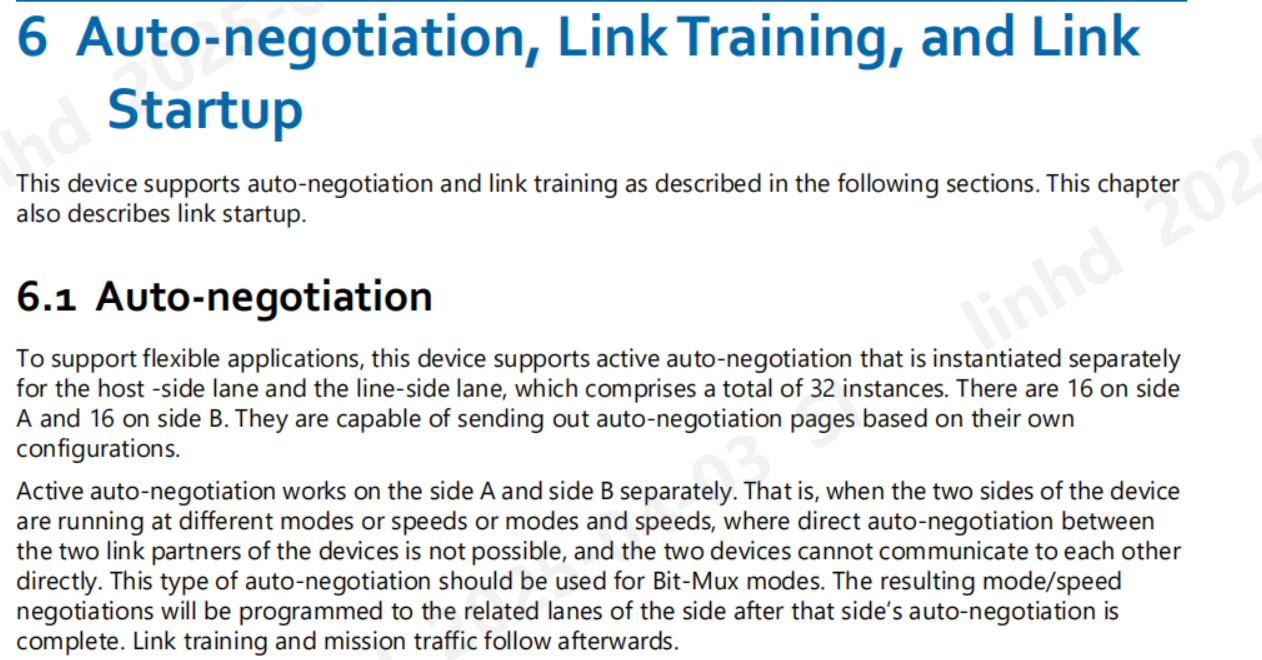 6 Auto-negotiation, Link Training, and Link
Startup
This device supports auto-negotiation and link training as described in the following sections. This chapter
also describes link startup.
6.1 Auto-negotiation
To support flexible applications, this device supports active auto-negotiation that is instantiated separately
for the host -side lane and the line-side lane, which comprises a total of 32 instances. There are 16 on side
A and 16 on side B. They are capable of sending out auto-negotiation pages based on their own
configurations.
Active auto-negotiation works on the side A and side B separately. That is, when the two sides of the device
are running at different modes or speeds or modes and speeds, where direct auto-negotiation between
the two link partners of the devices is not possible, and the two devices cannot communicate to each other
directly. This type of auto-negotiation should be used for Bit-Mux modes. The resulting mode/speed
negotiations will be programmed to the related lanes of the side after that side's auto-negotiation is
complete. Link training and mission traffic follow afterwards.
linhd 2025
2025-04-03